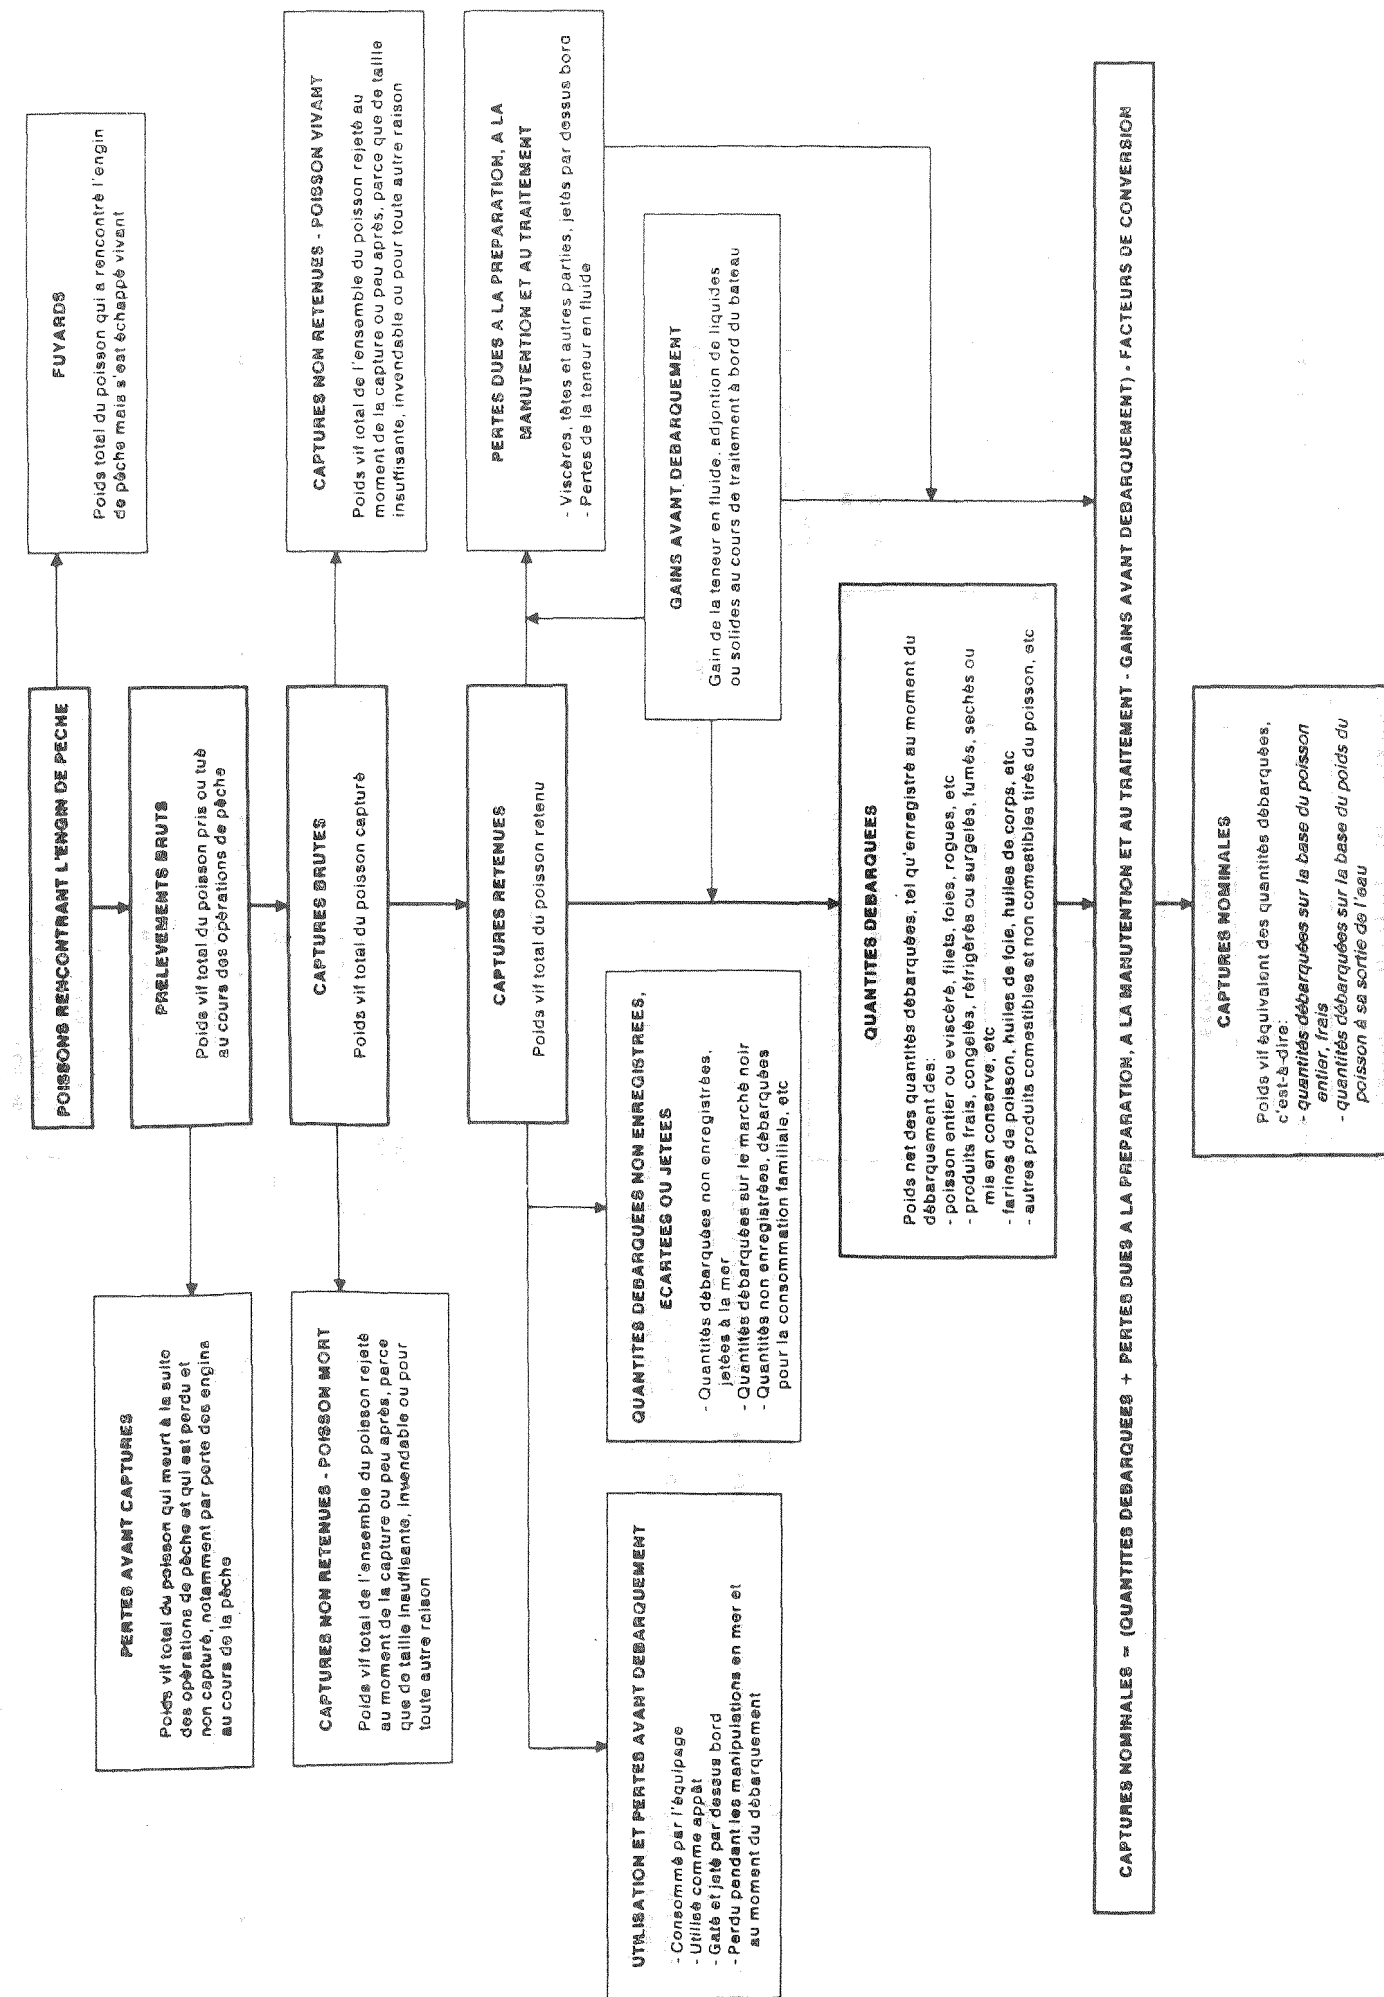 POISSONS RENCONTRANT L'ENGIN DE PECHE
FUYARDS
Poids total du poisson qui a rencontré l'engin
de pêche mais s'est échappé vivant
PRELEVEMENTS BRUTS
Poids vif total du poisson pris ou tué
au cours des opérations de pêche
PERTES AVANT CAPTURES
Poids vif total du poisson qui meurt à la suite
des opérations de pêche et qui est perdu et
non capturé, notamment par perte des engins
au cours de la pêche
CAPTURES BRUTES
Poids vif total du poisson capturé
CAPTURES NON RETENUES - POISSON VIVANT
Poids vif total de l'ensemble du poisson rejeté au
moment de la capture ou peu après, parce que de taille
insuffisante, invendable ou pour toute autre raison
CAPTURES NON RETENUES - POISSON MORT
Poids vif total de l'ensemble du poisson rejeté
au moment de la capture ou peu après, parce
que de taille insuffisante, invendable ou pour
toute autre raison
CAPTURES RETENUES
Poids vif total du poisson retenu
PERTES DUES A LA PREPARATION, A LA
MANUTENTION ET AU TRAITEMENT
- Viscères, têtes et autres parties, jetés par dessus bord
- Pertes de la teneur en fluide
UTILISATION ET PERTES AVANT DEBARQUEMENT
- Consommé par l'équipage
- Utilisé comme appât
- Gaté et jeté par dessus bord
- Perdu pendant les manipulations en mer et
au moment du débarquement
QUANTITES DEBARQUEES NON ENREGISTREES,
ECARTEES OU JETEES
- Quantités débarquées non enregistrées,
jetées à la mer
- Quantités débarquées sur le marché noir
- Quantités non enregistrées, débarquées
pour la consommation familiale, etc
GAINS AVANT DEBARQUEMENT
Gain de la teneur en fluide, adjontion de liquides
ou solides au cours de traitement à bord du bateau
QUANTITES DEBARQUEES
Poids net des quantités débarquées, tel qu'enregistré au moment du
débarquement des:
- poisson entier ou eviscéré, filets, foies, rogues, etc
- produits frais, congelés, réfrigérés ou surgelés, fumés, sechés ou
mis en conserve, etc
- farines de poisson, huiles de foie, huiles de corps, etc
- autres produits comestibles et non comestibles tirés du poisson, etc
CAPTURES NOMINALES = (QUANTITES DEBARQUEES + PERTES DUES A LA PREPARATION, A LA MANUTENTION ET AU TRAITEMENT - GAINS AVANT DEBARQUEMENT) * FACTEURS DE CONVERSION
CAPTURES NOMINALES
Poids vif équivalent des quantités débarquées,
c'est-à-dire:
- quantités débarquées sur la base du poisson
entier, frais
- quantités débarquées sur la base du poids du
poisson à sa sortie de l'eau